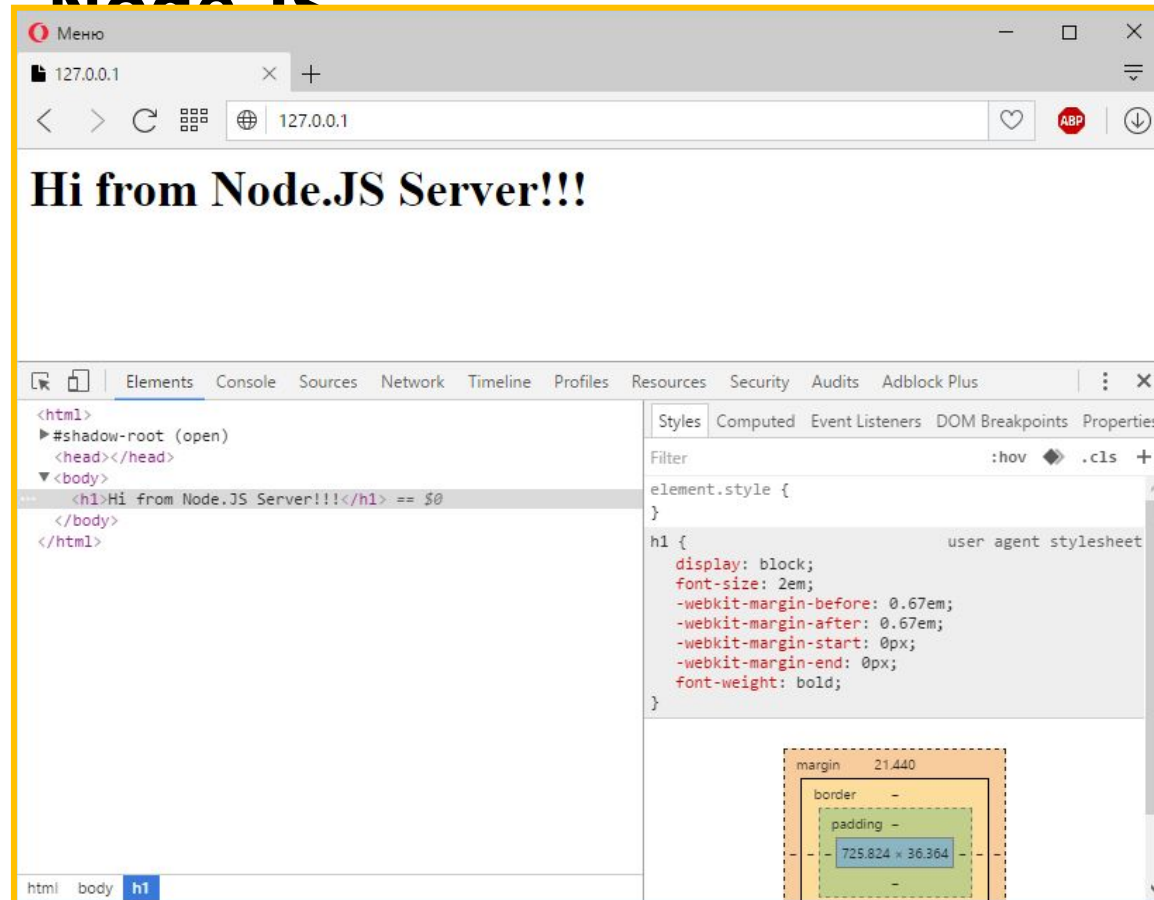 Node JS
Меню
127.0.0.1
127.0.0.1
ABP
Hi from Node.JS Server!!!
Elements Console Sources Network Timeline Profiles Resources Security Audits Adblock Plus
<html>
#shadow-root (open)
<head></head>
<body>
<h1>Hi from Node.JS Server!!!</h1> == $0
</body>
</html>
html body h1
Styles Computed Event Listeners DOM Breakpoints Properties
Filter :hov .cls +
element.style {
}
h1 { user agent stylesheet
display: block;
font-size: 2em;
-webkit-margin-before: 0.67em;
-webkit-margin-after: 0.67em;
-webkit-margin-start: 0px;
-webkit-margin-end: 0px;
font-weight: bold;
}
margin 21.440
border –
padding –
– – – 725.824 × 36.364 – – –
–